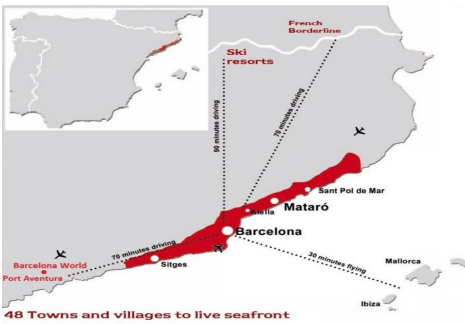 French
Borderline
Ski
resorts
90 minutes driving
70 minutes driving
Sant Pol de Mar
Alella
Mataró
Barcelona
70 minutes driving
30 minutes flying
Barcelona World
Port Aventura
Sitges
Mallorca
Ibiza
48 Towns and villages to live seafront